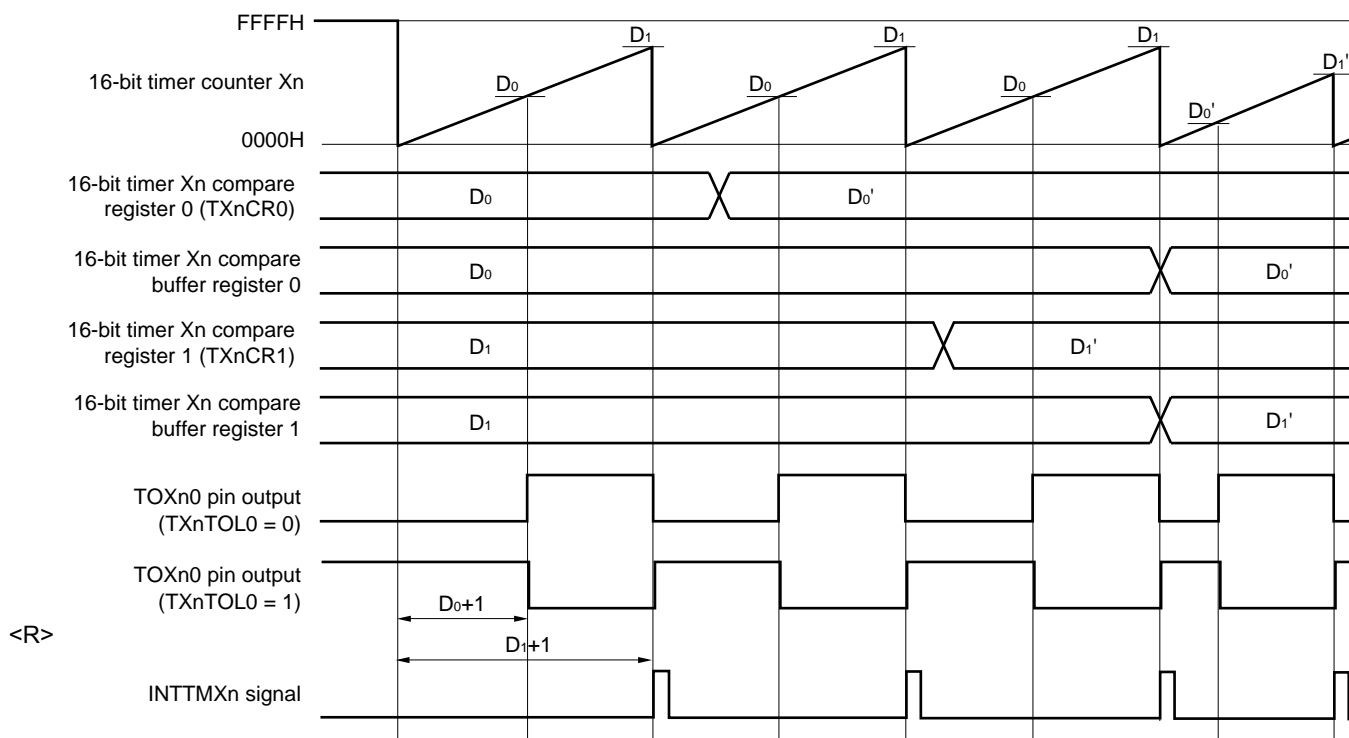 FFFFH
D₁ D₁ D₁ D₁'
16-bit timer counter Xn
D₀ D₀ D₀ D₀'
0000H
16-bit timer Xn compare
register 0 (TXnCR0)
D₀ D₀'
16-bit timer Xn compare
buffer register 0
D₀ D₀'
16-bit timer Xn compare
register 1 (TXnCR1)
D₁ D₁'
16-bit timer Xn compare
buffer register 1
D₁ D₁'
TOXn0 pin output
(TXnTOL0 = 0)
TOXn0 pin output
(TXnTOL0 = 1)
D₀+1
<R>
D₁+1
INTTMXn signal